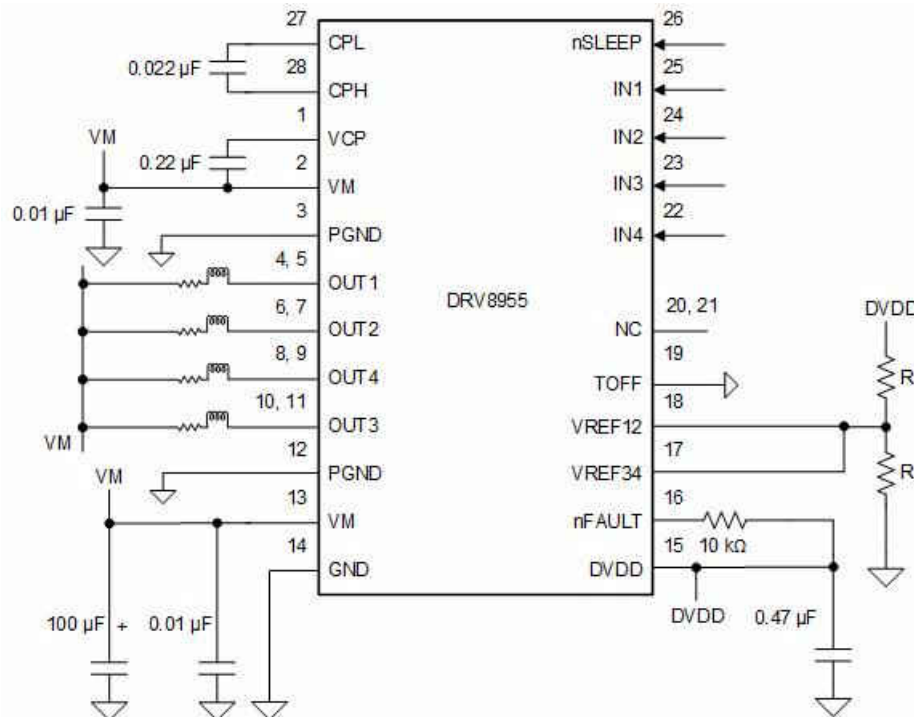 27
CPL
0.022 µF
28
CPH
1
VCP
VM
0.22 µF
2
VM
0.01 µF
3
PGND
4, 5
OUT1
6, 7
OUT2
8, 9
OUT4
10, 11
OUT3
VM
12
PGND
VM
13
VM
14
GND
100 µF +
0.01 µF
DRV8955
26
nSLEEP
25
IN1
24
IN2
23
IN3
22
IN4
20, 21
NC
DVDD
19
TOFF
R
18
VREF12
17
VREF34
R
16
nFAULT
10 kΩ
15
DVDD
DVDD
0.47 µF